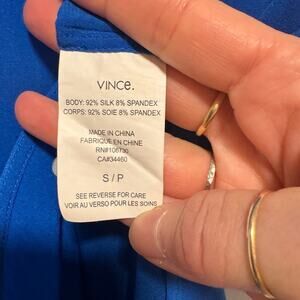 VINCE.
BODY: 92% SILK 8% SPANDEX
CORPS: 92% SOIE 8% SPANDEX
MADE IN CHINA
FABRIQUE EN CHINE
RN#106730
CA#34460
S / P
SEE REVERSE FOR CARE
VOIR AU VERSO POUR LES SOINS